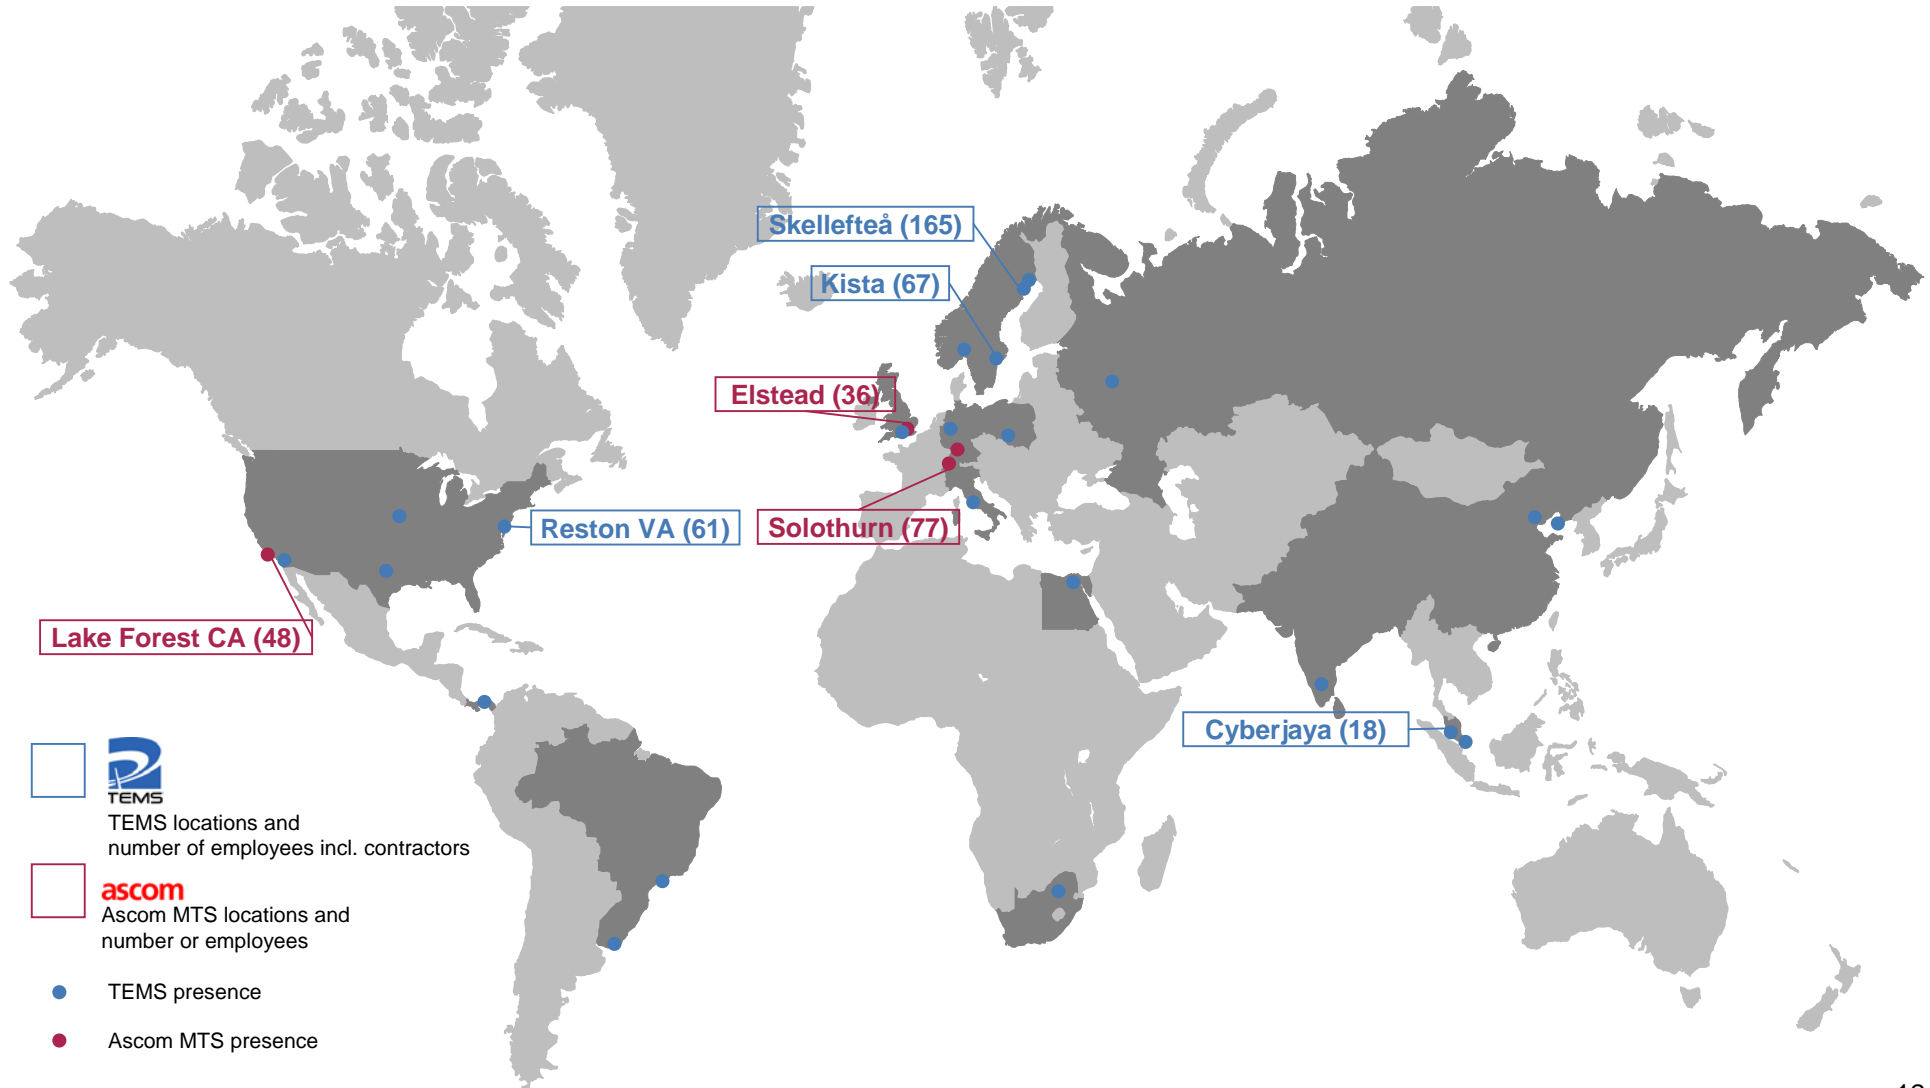 Skellefteå (165)
Kista (67)
Elstead (36)
Reston VA (61)
Solothurn (77)
Lake Forest CA (48)
Cyberjaya (18)
TEMS
TEMS locations and
number of employees incl. contractors
ascom
Ascom MTS locations and
number or employees
TEMS presence
Ascom MTS presence